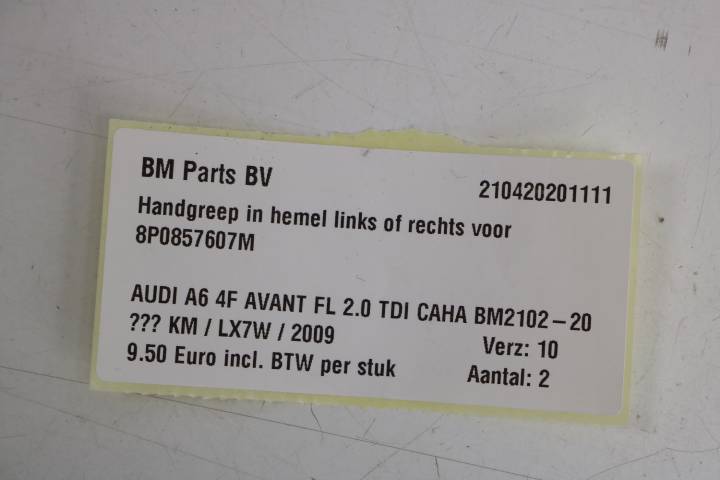 BM Parts BV
210420201111
Handgreep in hemel links of rechts voor
8P0857607M
AUDI A6 4F AVANT FL 2.0 TDI CAHA BM2102-20
??? KM / LX7W / 2009
Verz: 10
9.50 Euro incl. BTW per stuk
Aantal: 2